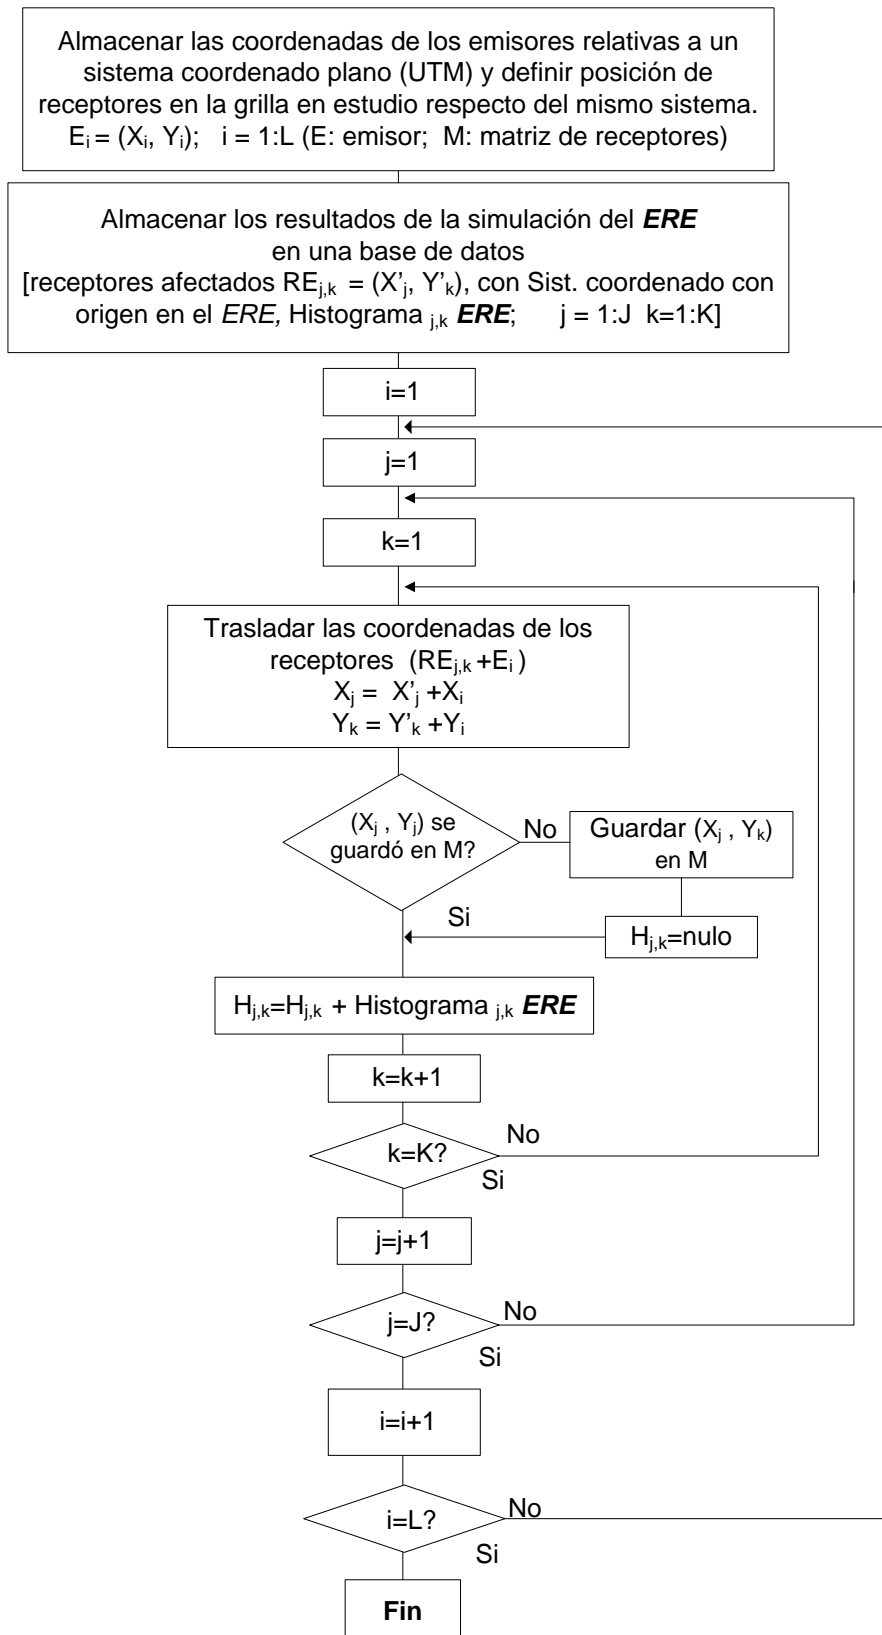 Almacenar las coordenadas de los emisores relativas a un
sistema coordenado plano (UTM) y definir posición de
receptores en la grilla en estudio respecto del mismo sistema.
Ei = (Xi, Yi); i = 1:L (E: emisor; M: matriz de receptores)
Almacenar los resultados de la simulación del ERE
en una base de datos
[receptores afectados REj,k = (X'j, Y'k), con Sist. coordenado con
origen en el ERE, Histograma j,k ERE; j = 1:J k=1:K]
i=1
j=1
k=1
Trasladar las coordenadas de los
receptores (REj,k +Ei )
Xj = X'j +Xi
Yk = Y'k +Yi
(Xj , Yj) se
guardó en M?
No
Guardar (Xj , Yk)
en M
Si
Hj,k=nulo
Hj,k=Hj,k + Histograma j,k ERE
k=k+1
k=K?
No
Si
j=j+1
j=J?
No
Si
i=i+1
i=L?
No
Si
Fin